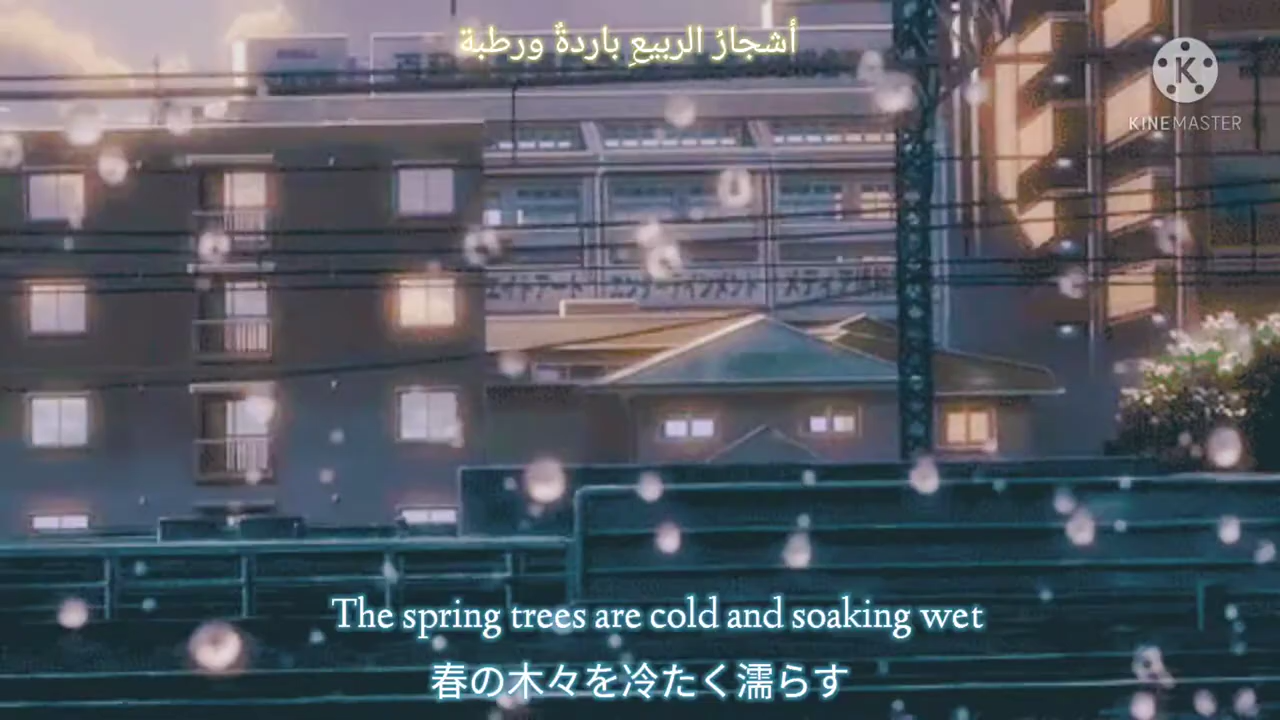 أشجارُ الربيعِ باردةٌ ورطبة
KINEMASTER
The spring trees are cold and soaking wet
春の木々を冷たく濡らす